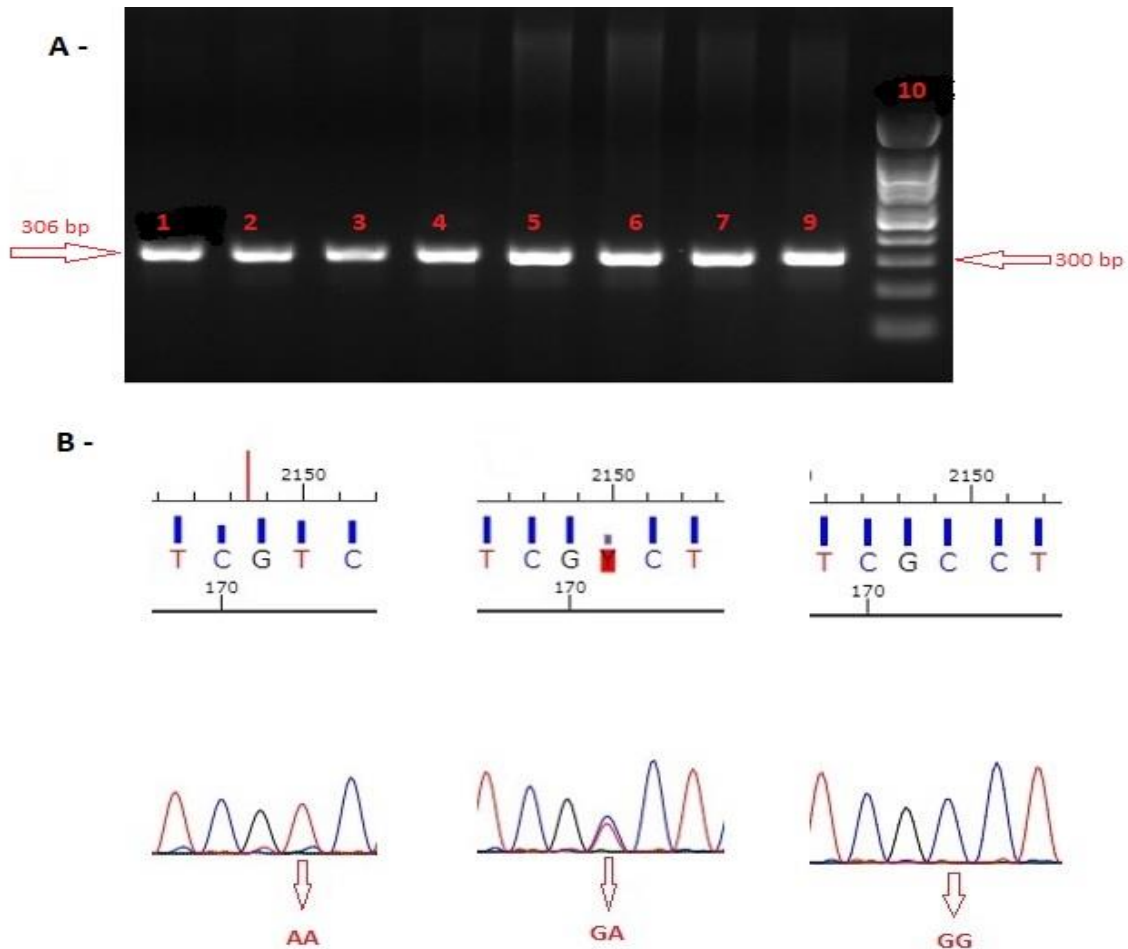 A -
10
1 2 3 4 5 6 7 9
306 bp
300 bp
B -
2150 2150 2150
T C G T C T C G Y C T T C G C C T
170 170 170
AA GA GG